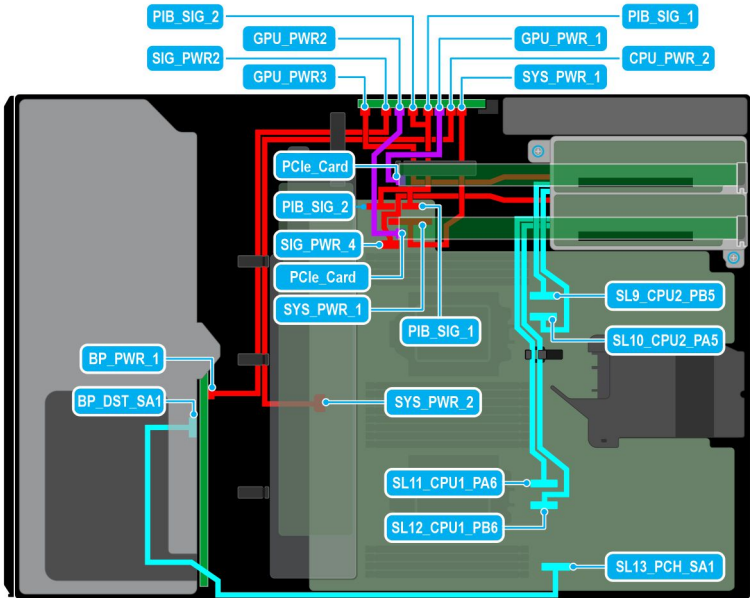 PIB_SIG_2
PIB_SIG_1
GPU_PWR2
GPU_PWR_1
SIG_PWR2
CPU_PWR_2
GPU_PWR3
SYS_PWR_1
PCIe_Card
PIB_SIG_2
SIG_PWR_4
PCIe_Card
SYS_PWR_1
PIB_SIG_1
SL9_CPU2_PB5
SL10_CPU2_PA5
BP_PWR_1
BP_DST_SA1
SYS_PWR_2
SL11_CPU1_PA6
SL12_CPU1_PB6
SL13_PCH_SA1